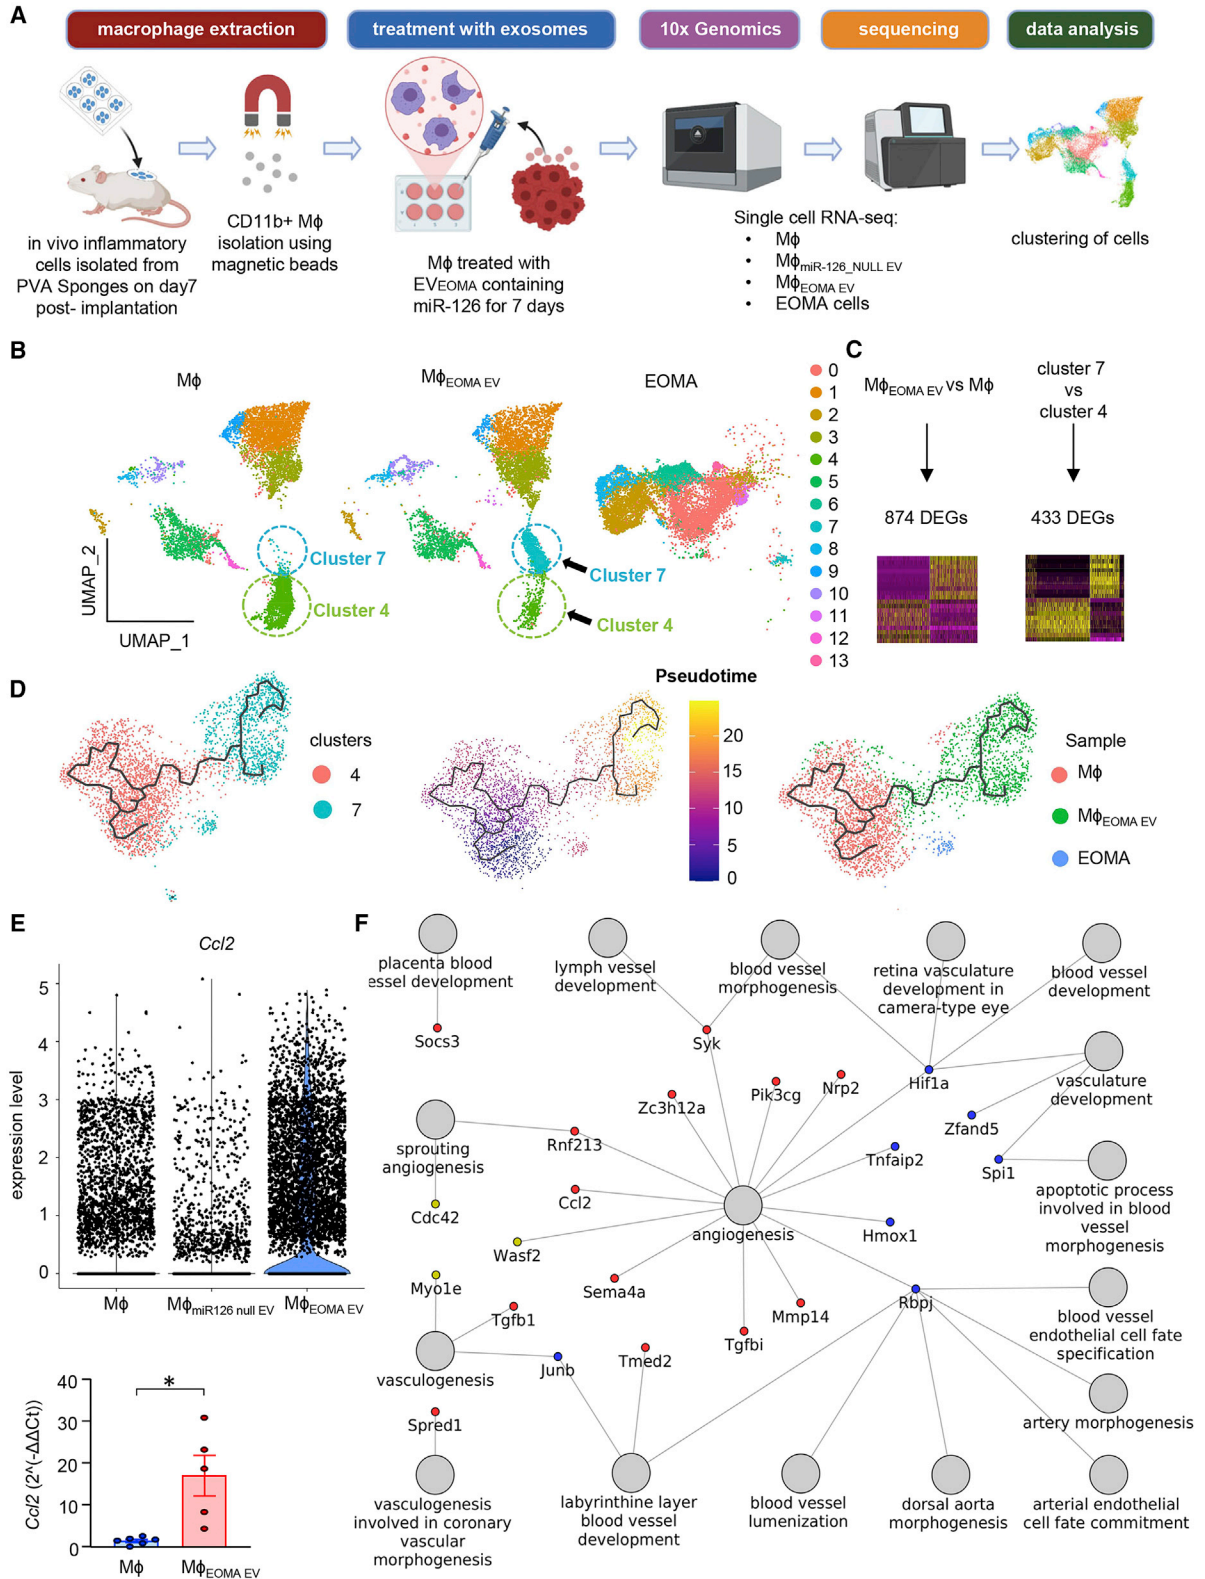 A
macrophage extraction
treatment with exosomes
10x Genomics
sequencing
data analysis
in vivo inflammatory
cells isolated from
PVA Sponges on day7
post- implantation
CD11b+ Mϕ
isolation using
magnetic beads
Mϕ treated with
EVEOMA containing
miR-126 for 7 days
Single cell RNA-seq:
• Mϕ
• MϕmiR-126_NULL EV
• MϕEOMA EV
• EOMA cells
clustering of cells
B
Mϕ
MϕEOMA EV
EOMA
Cluster 7
Cluster 4
Cluster 7
Cluster 4
UMAP_2
UMAP_1
0
1
2
3
4
5
6
7
8
9
10
11
12
13
C
MϕEOMA EV vs Mϕ
cluster 7
vs
cluster 4
874 DEGs
433 DEGs
D
clusters
4
7
Pseudotime
20
15
10
5
0
Sample
Mϕ
MϕEOMA EV
EOMA
E
Ccl2
expression level
5
4
3
2
1
0
Mϕ
MϕmiR126 null EV
MϕEOMA EV
Ccl2 (2^(-ΔΔCt))
40
30
20
10
0
*
Mϕ
MϕEOMA EV
F
placenta blood
essel development
lymph vessel
development
blood vessel
morphogenesis
retina vasculature
development in
camera-type eye
blood vessel
development
Socs3
Syk
Hif1a
vasculature
development
Zc3h12a
Pik3cg
Nrp2
Zfand5
sprouting
angiogenesis
Rnf213
Tnfaip2
Spi1
apoptotic process
involved in blood
vessel
morphogenesis
Cdc42
Ccl2
angiogenesis
Hmox1
Wasf2
Myo1e
Sema4a
Rbpj
blood vessel
endothelial cell fate
specification
Tgfb1
Mmp14
Tgfbi
vasculogenesis
Junb
Tmed2
artery morphogenesis
Spred1
vasculogenesis
involved in coronary
vascular
morphogenesis
labyrinthine layer
blood vessel
development
blood vessel
lumenization
dorsal aorta
morphogenesis
arterial endothelial
cell fate commitment